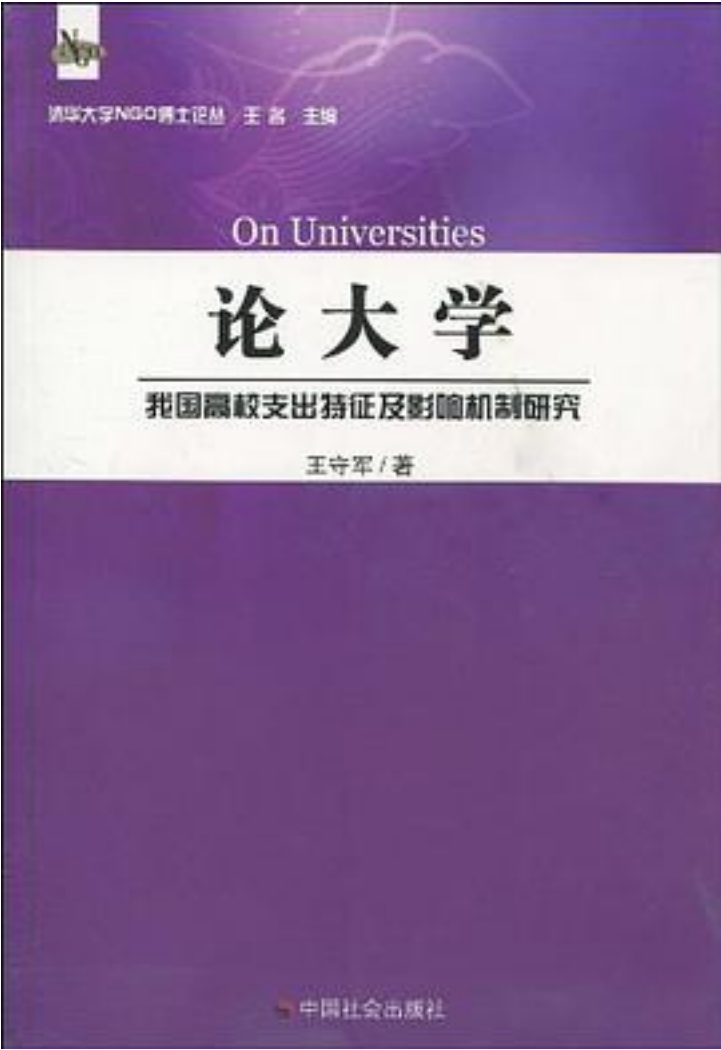 NGO
清华大学NGO博士论丛 王 名 主编
On Universities
论大学
我国高校支出特征及影响机制研究
王守军/著
中国社会出版社